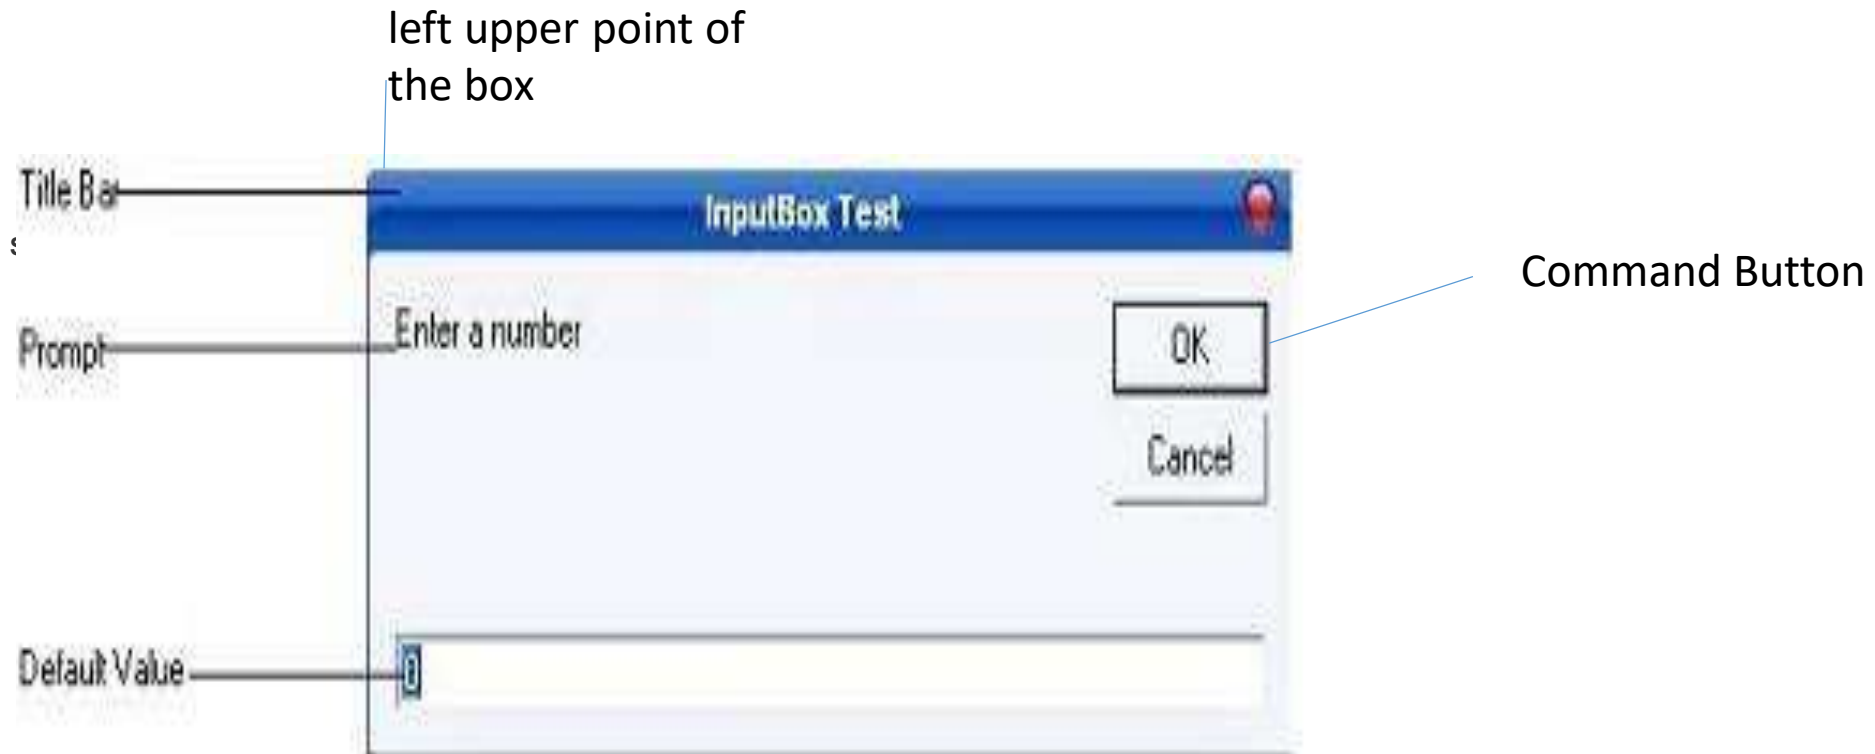 left upper point of
the box
Title Bar
InputBox Test
s
Command Button
Enter a number
Prompt
OK
Cancel
Default Value
0